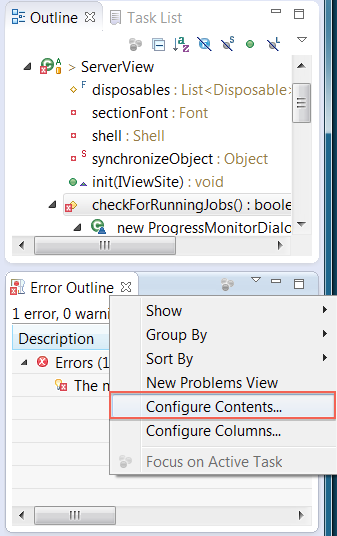 Outline Task List
> ServerView
disposables : List<Disposable>
sectionFont : Font
shell : Shell
synchronizeObject : Object
init(IViewSite) : void
checkForRunningJobs() : boole
new ProgressMonitorDialo
Error Outline
1 error, 0 warni
Description
Errors (1
The m
Show
Group By
Sort By
New Problems View
Configure Contents...
Configure Columns...
Focus on Active Task